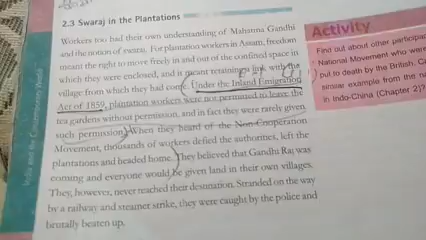 2.3 Swaraj in the Plantations
Workers too had their own understanding of Mahatma Gandhi
and the notion of swaraj. For plantation workers in Assam, freedom
meant the right to move freely in and out of the confined space in
which they were enclosed, and it meant retaining a link with the
village from which they had come. Under the Inland Emigration
Act of 1859, plantation workers were not permitted to leave the
tea gardens without permission, and in fact they were rarely given
such permission. When they heard of the Non-Cooperation
Movement, thousands of workers defied the authorities, left the
plantations and headed home. They believed that Gandhi Raj was
coming and everyone would be given land in their own villages.
They, however, never reached their destination. Stranded on the way
by a railway and steamer strike, they were caught by the police and
brutally beaten up.
Activity
Find out about other participa
National Movement who were
put to death by the British. C
similar example from the n
in Indo-China (Chapter 2)?
India and the Contemporary World